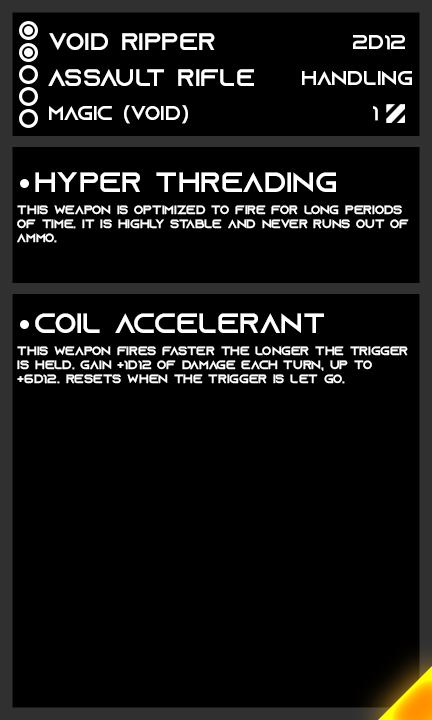 VOID RIPPER 2D12
ASSAULT RIFLE HANDLING
MAGIC (VOID) 1
•HYPER THREADING
THIS WEAPON IS OPTIMIZED TO FIRE FOR LONG PERIODS
OF TIME. IT IS HIGHLY STABLE AND NEVER RUNS OUT OF
AMMO.
•COIL ACCELERANT
THIS WEAPON FIRES FASTER THE LONGER THE TRIGGER
IS HELD. GAIN +1D12 OF DAMAGE EACH TURN, UP TO
+6D12. RESETS WHEN THE TRIGGER IS LET GO.